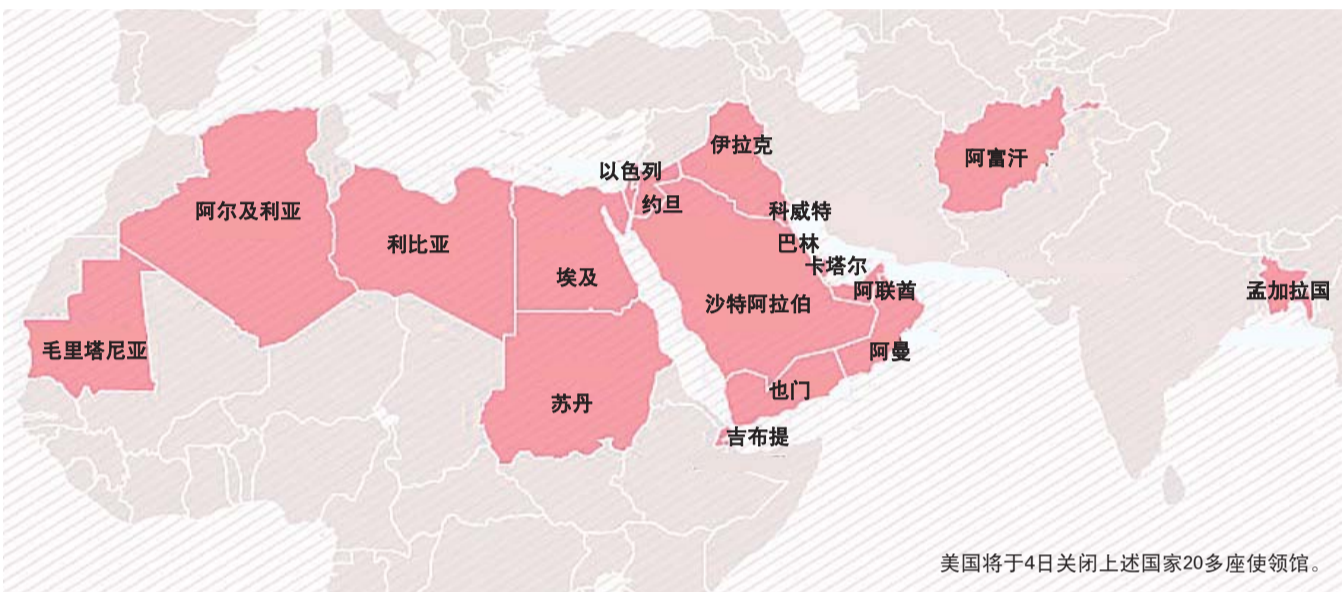 伊拉克
阿富汗
以色列
约旦
阿尔及利亚
科威特
利比亚
巴林
卡塔尔
埃及
阿联酋
孟加拉国
沙特阿拉伯
毛里塔尼亚
阿曼
也门
苏丹
吉布提
美国将于4日关闭上述国家20多座使领馆。